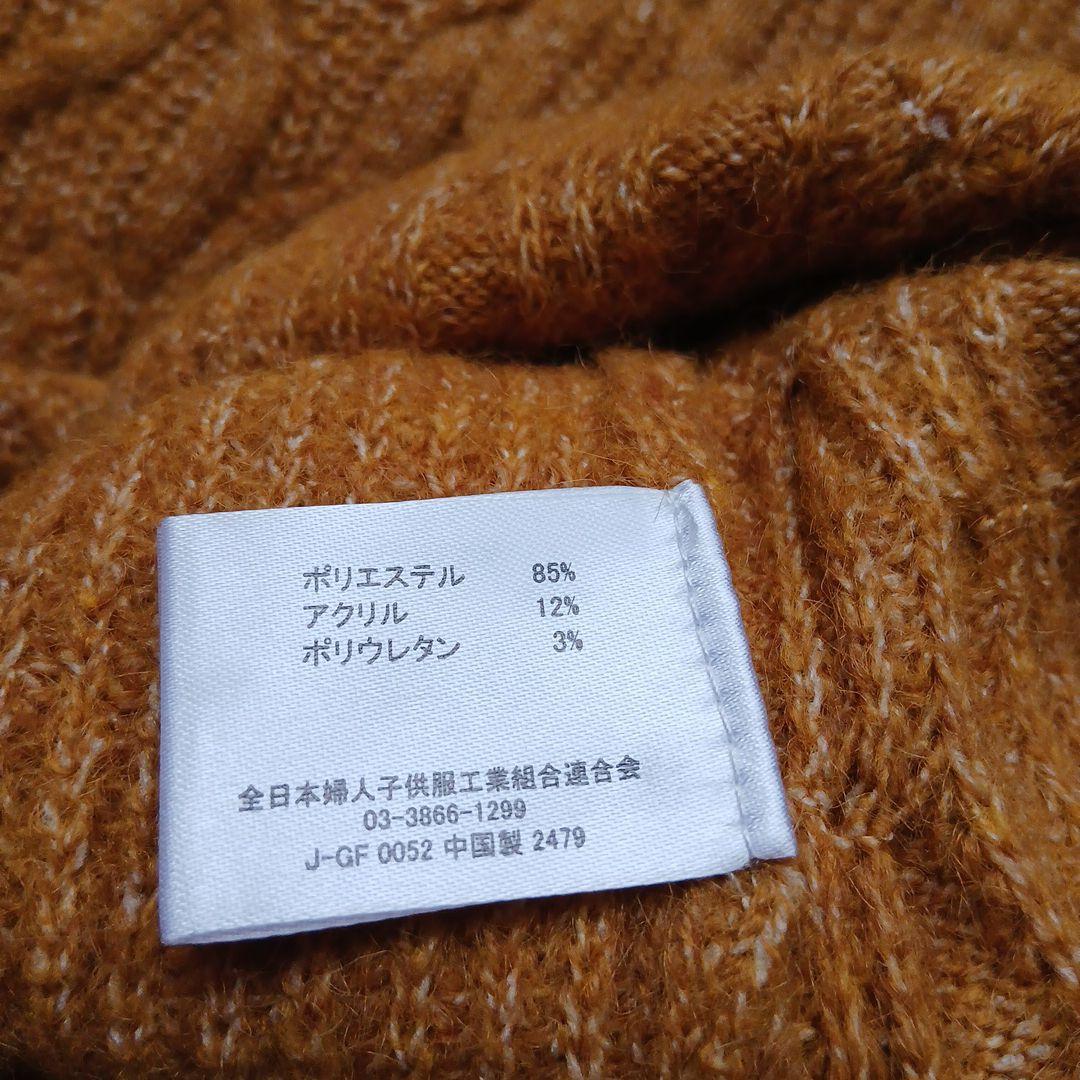 ポリエステル 85%
アクリル 12%
ポリウレタン 3%
全日本婦人子供服工業組合連合会
03-3866-1299
J-GF 0052 中国製 2479